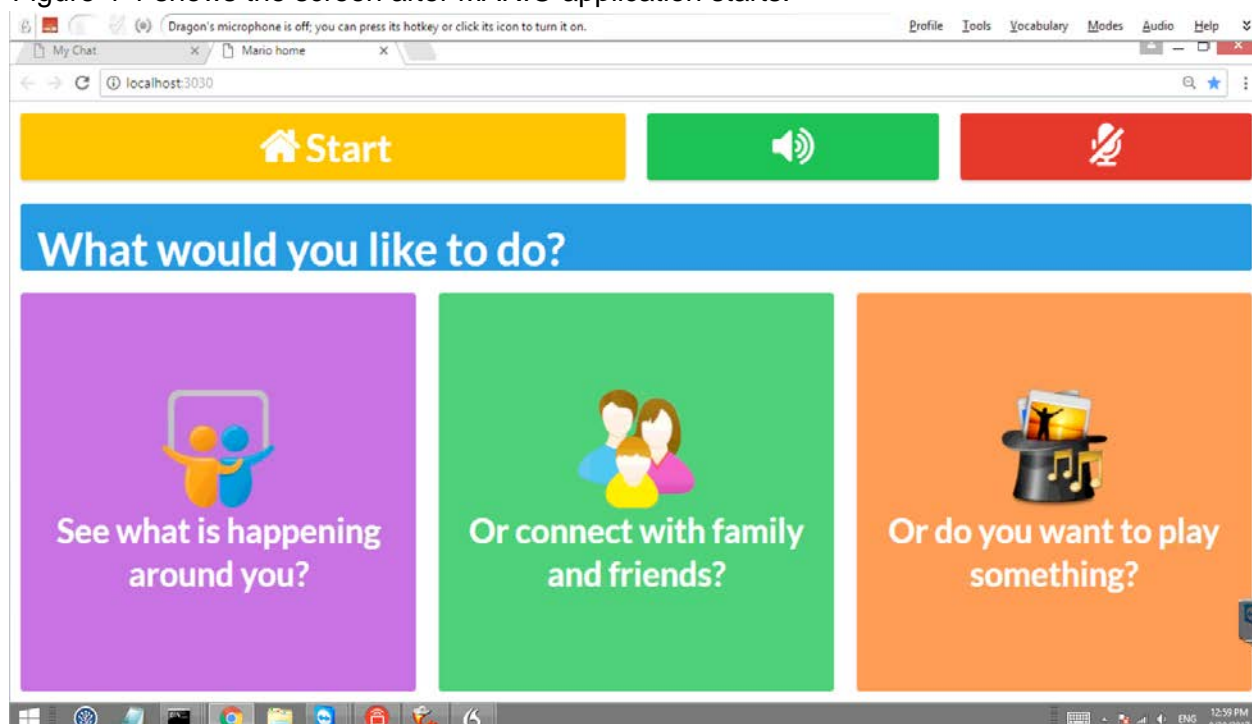 Dragon's microphone is off; you can press its hotkey or click its icon to turn it on.
Profile Tools Vocabulary Modes Audio Help
My Chat
Mario home
localhost:3030
Start
What would you like to do?
See what is happening
around you?
Or connect with family
and friends?
Or do you want to play
something?
ENG 12:59 PM